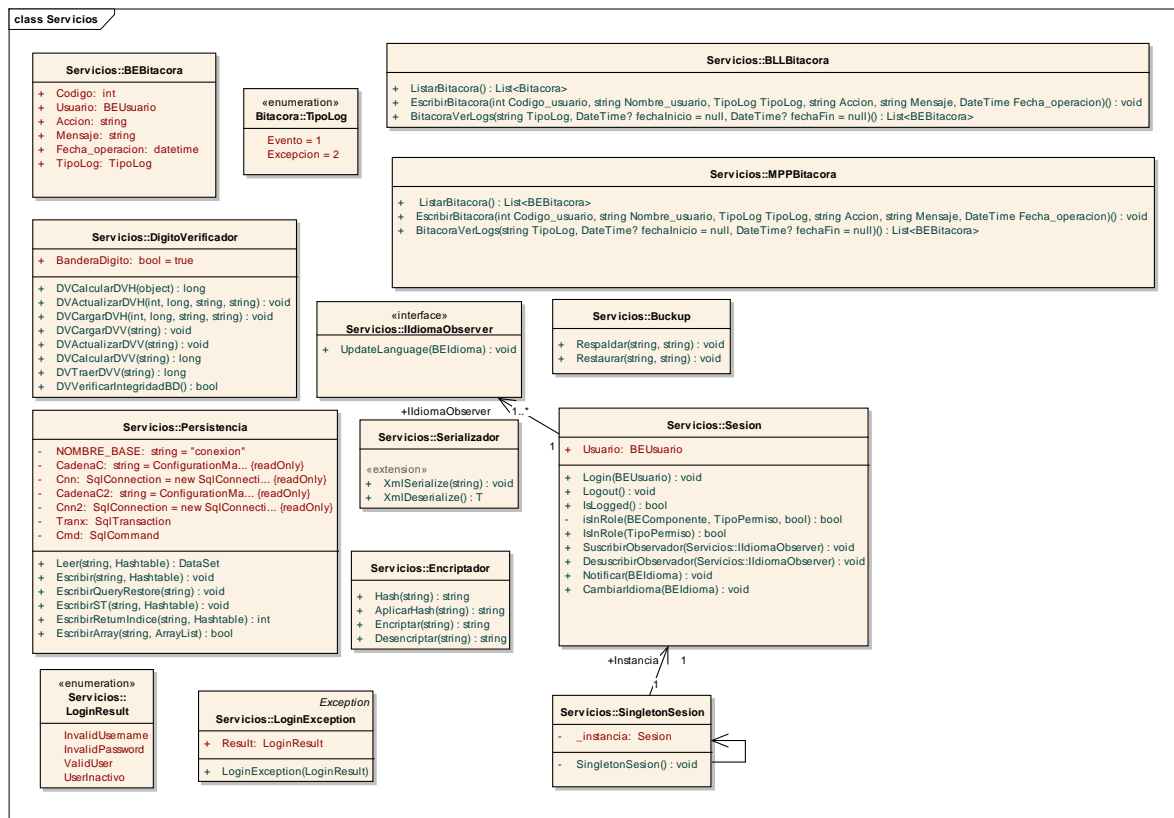 class Servicios
Servicios::BEBitacora
+ Codigo: int
+ Usuario: BEUsuario
+ Accion: string
+ Mensaje: string
+ Fecha_operacion: datetime
+ TipoLog: TipoLog
«enumeration»
Bitacora::TipoLog
Evento = 1
Excepcion = 2
Servicios::BLLBitacora
+ ListarBitacora() : List<Bitacora>
+ EscribirBitacora(int Codigo_usuario, string Nombre_usuario, TipoLog TipoLog, string Accion, string Mensaje, DateTime Fecha_operacion)() : void
+ BitacoraVerLogs(string TipoLog, DateTime? fechaInicio = null, DateTime? fechaFin = null)() : List<BEBitacora>
Servicios::MPPBitacora
+ ListarBitacora() : List<BEBitacora>
+ EscribirBitacora(int Codigo_usuario, string Nombre_usuario, TipoLog TipoLog, string Accion, string Mensaje, DateTime Fecha_operacion)() : void
+ BitacoraVerLogs(string TipoLog, DateTime? fechaInicio = null, DateTime? fechaFin = null)() : List<BEBitacora>
Servicios::DigitoVerificador
+ BanderaDigito: bool = true
+ DVCalcularDVH(object) : long
+ DVActualizarDVH(int, long, string, string) : void
+ DVCargarDVH(int, long, string, string) : void
+ DVCargarDVV(string) : void
+ DVActualizarDVV(string) : void
+ DVCalcularDVV(string) : long
+ DVTraerDVV(string) : long
+ DVVerificarIntegridadBD() : bool
«interface»
Servicios::IIdiomaObserver
+ UpdateLanguage(BEIdioma) : void
Servicios::Buckup
+ Respaldar(string, string) : void
+ Restaurar(string, string) : void
+IIdiomaObserver 1..*
1
Servicios::Persistencia
- NOMBRE_BASE: string = "conexion"
- CadenaC: string = ConfigurationMa... {readOnly}
- Cnn: SqlConnection = new SqlConnecti... {readOnly}
- CadenaC2: string = ConfigurationMa... {readOnly}
- Cnn2: SqlConnection = new SqlConnecti... {readOnly}
- Tranx: SqlTransaction
- Cmd: SqlCommand
+ Leer(string, Hashtable) : DataSet
+ Escribir(string, Hashtable) : void
+ EscribirQueryRestore(string) : void
+ EscribirST(string, Hashtable) : void
+ EscribirReturnIndice(string, Hashtable) : int
+ EscribirArray(string, ArrayList) : bool
Servicios::Serializador
«extension»
+ XmlSerialize(string) : void
+ XmlDeserialize() : T
Servicios::Sesion
+ Usuario: BEUsuario
+ Login(BEUsuario) : void
+ Logout() : void
+ IsLogged() : bool
- isInRole(BEComponente, TipoPermiso, bool) : bool
+ IsInRole(TipoPermiso) : bool
+ SuscribirObservador(Servicios::IIdiomaObserver) : void
+ DesuscribirObservador(Servicios::IIdiomaObserver) : void
+ Notificar(BEIdioma) : void
+ CambiarIdioma(BEIdioma) : void
Servicios::Encriptador
+ Hash(string) : string
+ AplicarHash(string) : string
+ Encriptar(string) : string
+ Desencriptar(string) : string
+Instancia 1
1
«enumeration»
Servicios::
LoginResult
InvalidUsername
InvalidPassword
ValidUser
UserInactivo
Exception
Servicios::LoginException
+ Result: LoginResult
+ LoginException(LoginResult)
Servicios::SingletonSesion
- _instancia: Sesion
- SingletonSesion() : void